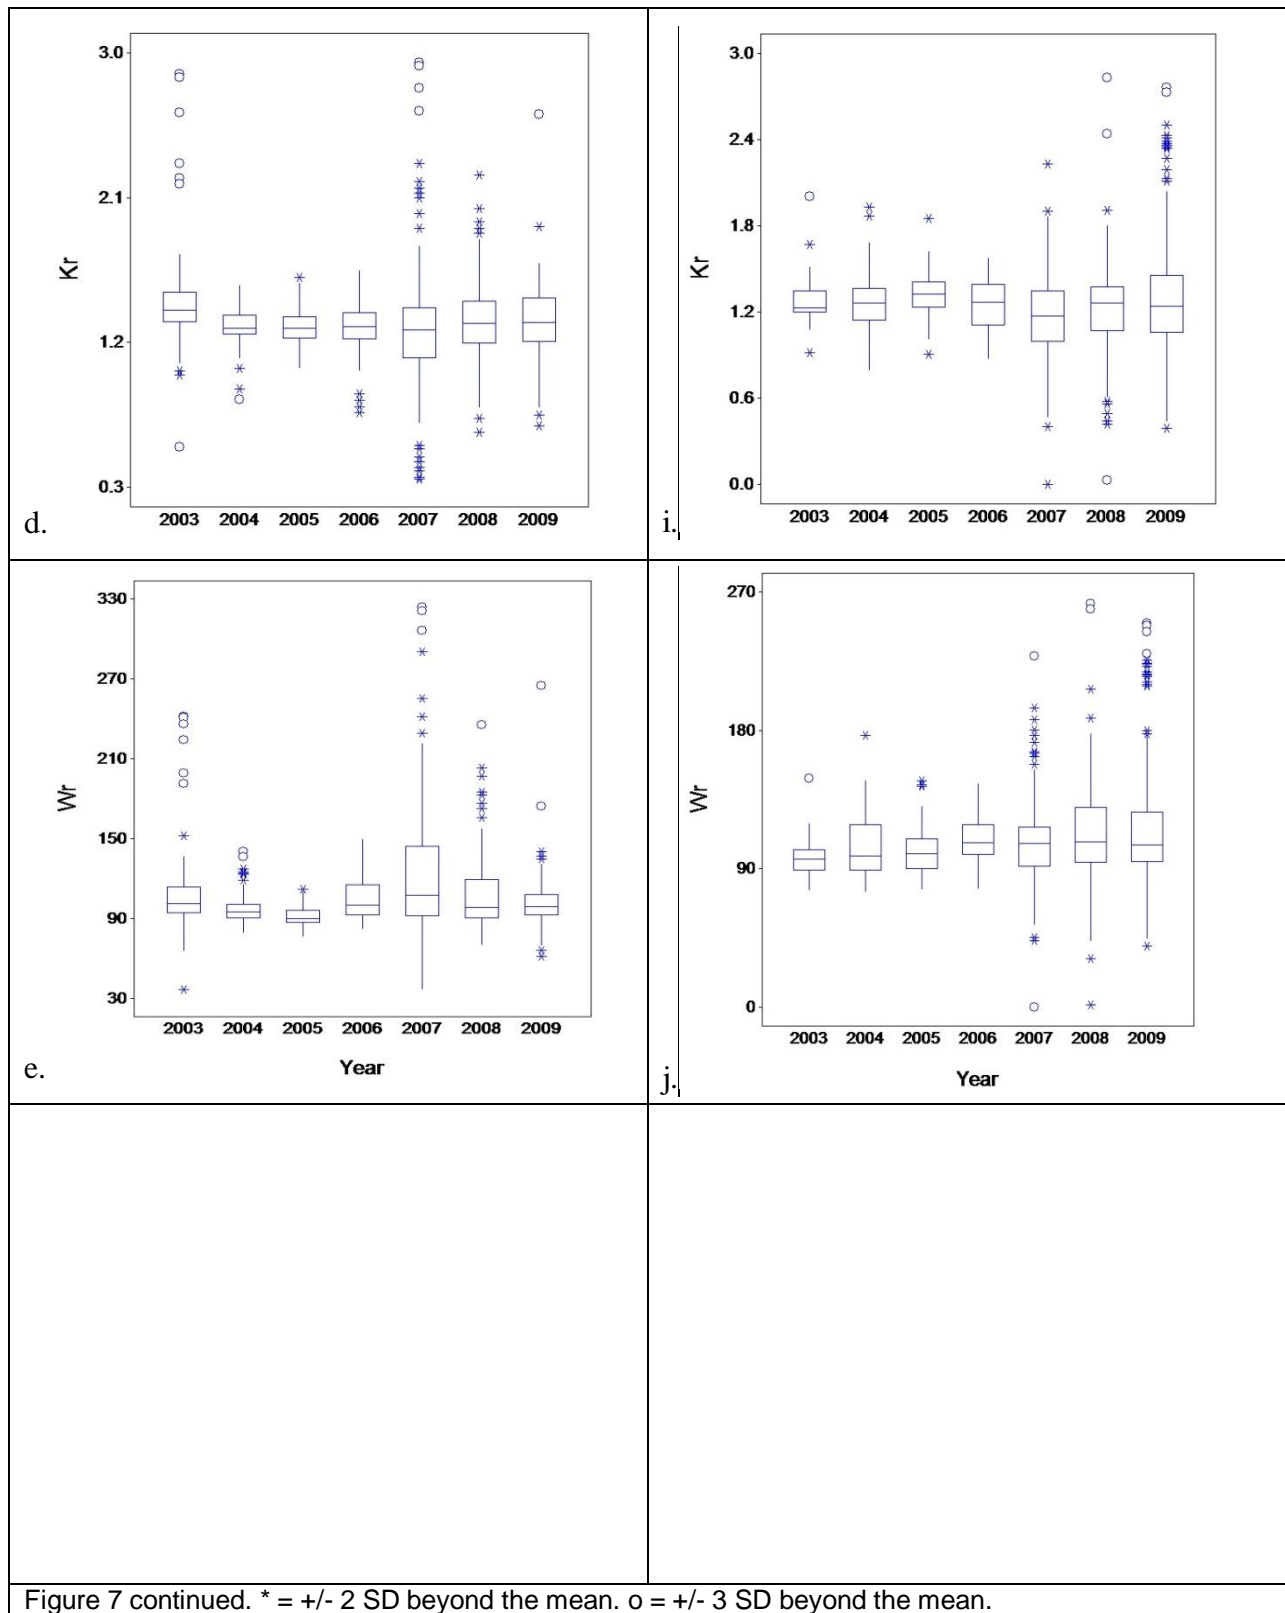 3.0
2.1
1.2
0.3
Kr
2003 2004 2005 2006 2007 2008 2009
d.
3.0
2.4
1.8
1.2
0.6
0.0
Kr
2003 2004 2005 2006 2007 2008 2009
i.
330
270
210
150
90
30
Wr
2003 2004 2005 2006 2007 2008 2009
Year
e.
270
180
90
0
Wr
2003 2004 2005 2006 2007 2008 2009
Year
j.
Figure 7 continued. * = +/- 2 SD beyond the mean. o = +/- 3 SD beyond the mean.